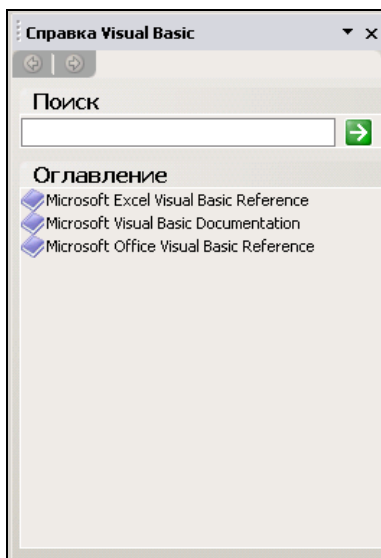 Справка Visual Basic
Поиск
Оглавление
Microsoft Excel Visual Basic Reference
Microsoft Visual Basic Documentation
Microsoft Office Visual Basic Reference